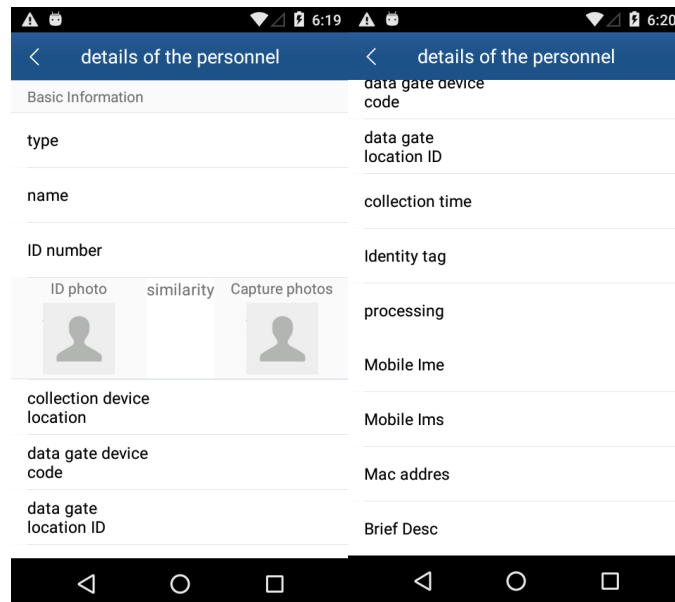 6:19
details of the personnel
Basic Information
type
name
ID number
ID photo
similarity
Capture photos
collection device
location
data gate device
code
data gate
location ID
6:20
details of the personnel
data gate device
code
data gate
location ID
collection time
Identity tag
processing
Mobile Ime
Mobile Ims
Mac addres
Brief Desc